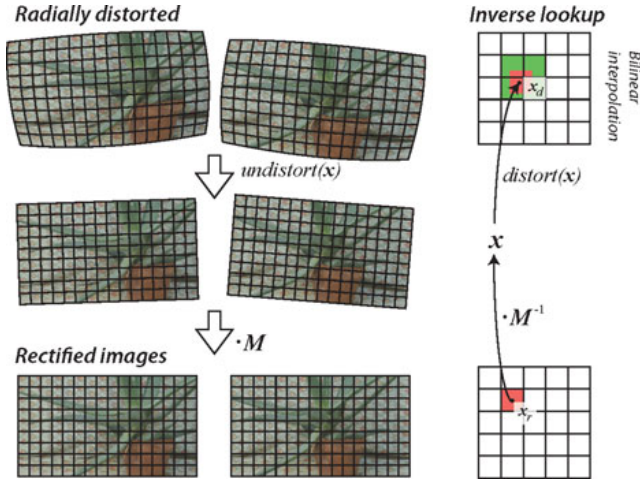 Radially distorted
undistort(x)
·M
Rectified images
Inverse lookup
Bilinear
interpolation
x_d
distort(x)
x
·M⁻¹
x_r